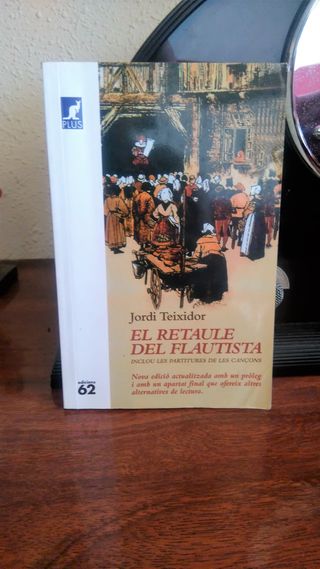 PLUS
Jordi Teixidor
EL RETAULE
DEL FLAUTISTA
INCLOU LES PARTITURES DE LES CANÇONS
Nova edició actualitzada amb un pròleg
i amb un apartat final que ofereix altres
alternatives de lectura.
edicions
62